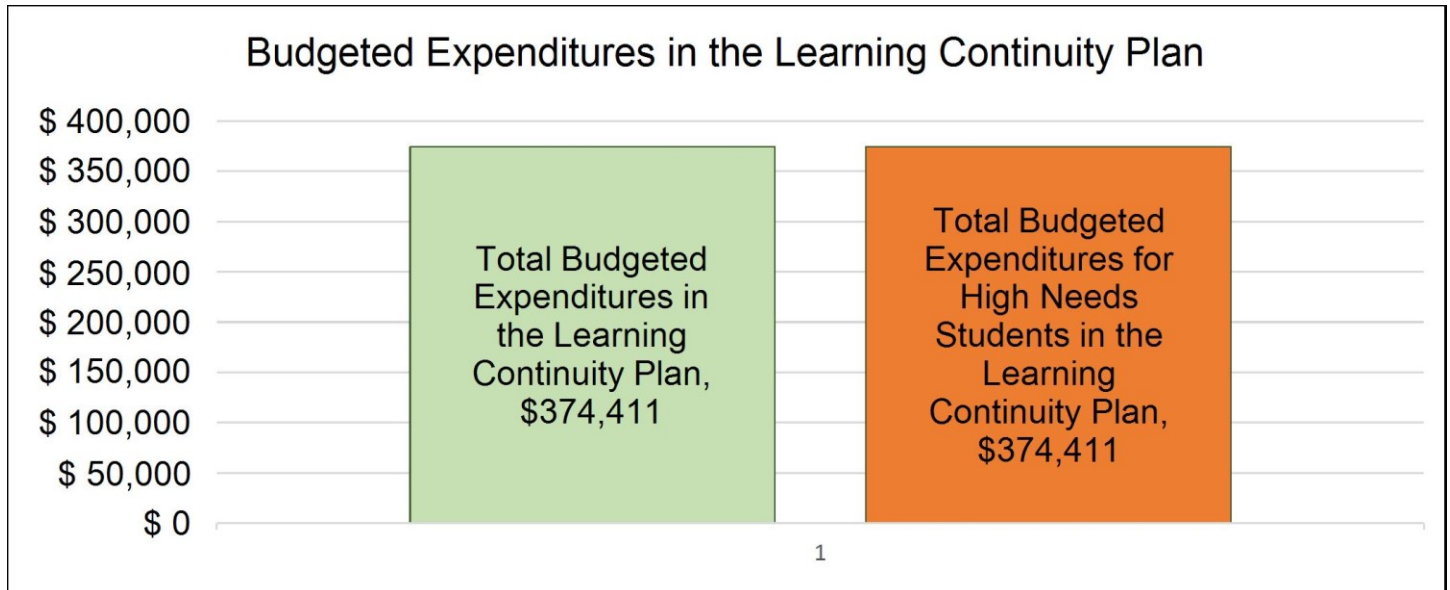 Budgeted Expenditures in the Learning Continuity Plan
$ 400,000
$ 350,000
$ 300,000
$ 250,000
$ 200,000
$ 150,000
$ 100,000
$ 50,000
$ 0
Total Budgeted
Expenditures in
the Learning
Continuity Plan,
$374,411
Total Budgeted
Expenditures for
High Needs
Students in the
Learning
Continuity Plan,
$374,411
1